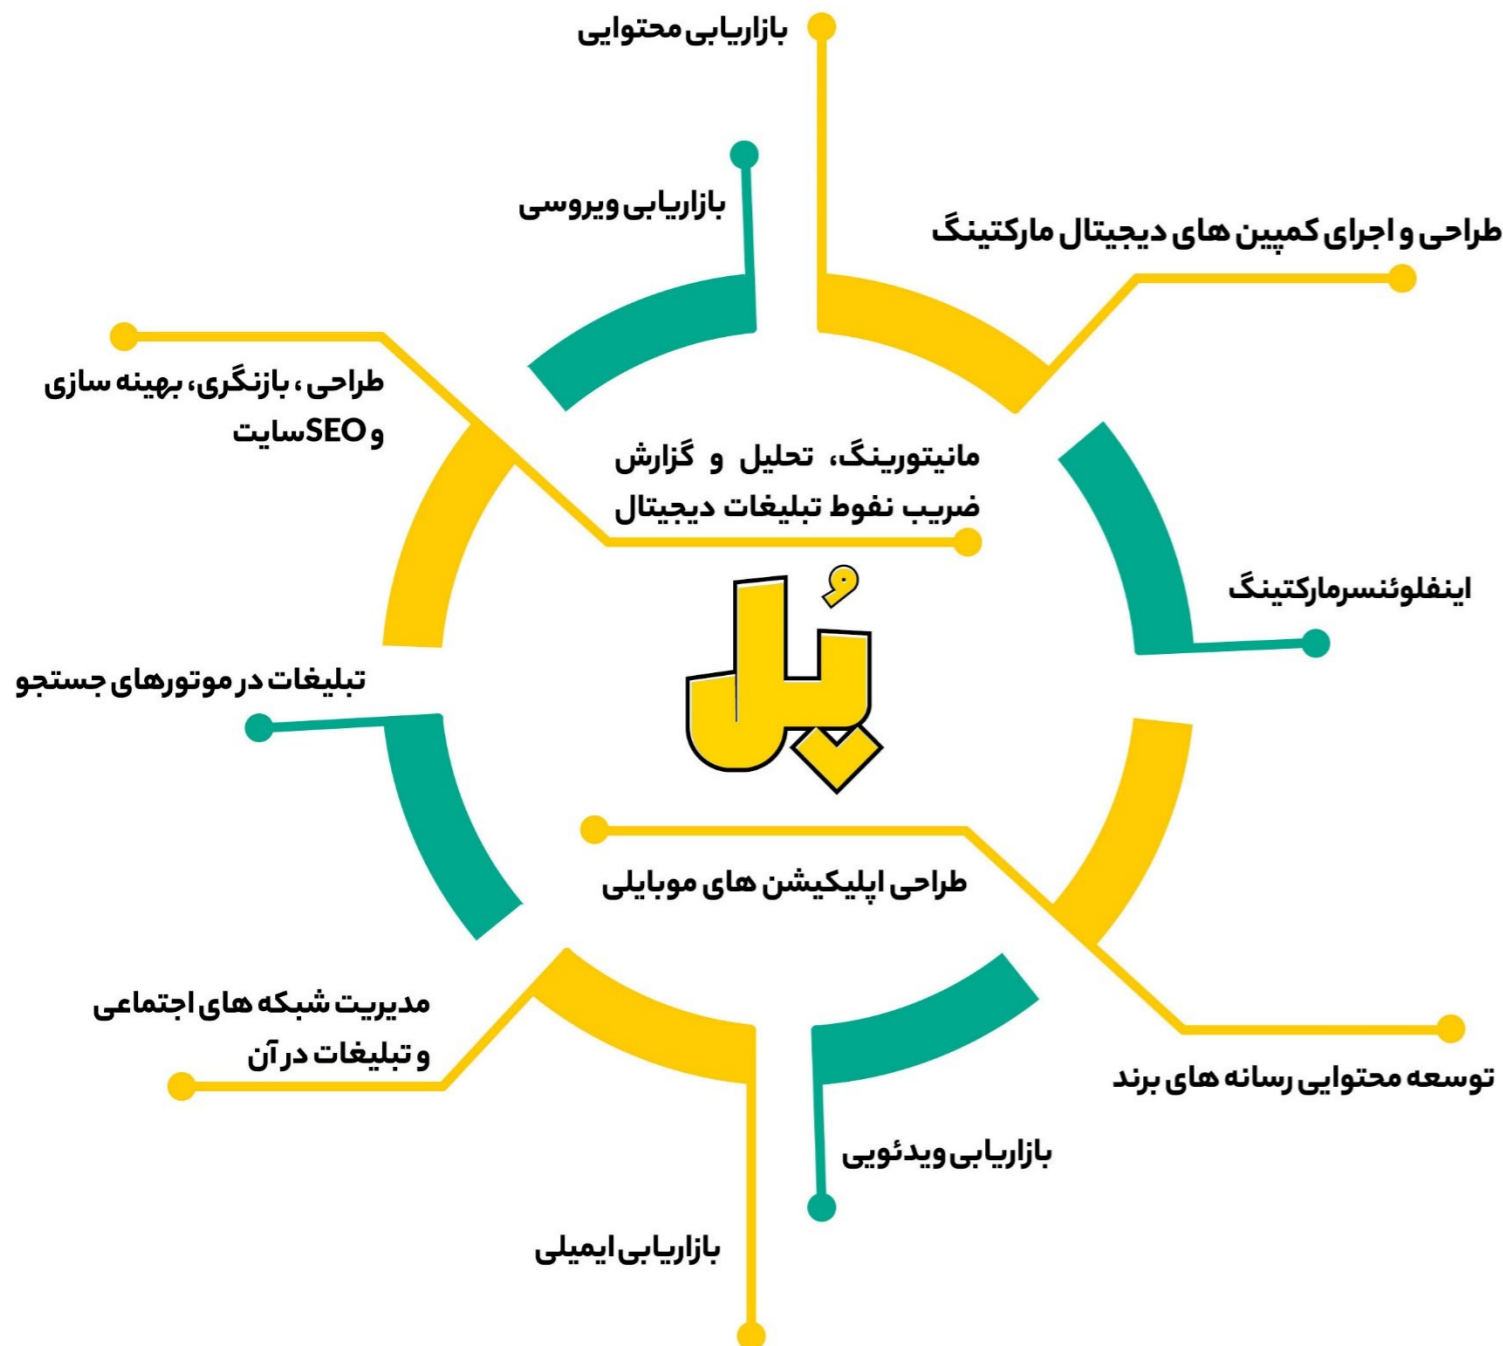 بازاریابی محتوایی
بازاریابی ویروسی
طراحی و اجرای کمپین های دیجیتال مارکتینگ
طراحی ، بازنگری، بهینه سازی
و SEOسایت
مانیتورینگ، تحلیل و گزارش
ضریب نفوط تبلیغات دیجیتال
اینفلوئنسرمارکتینگ
تبلیغات در موتورهای جستجو
پُل
طراحی اپلیکیشن های موبایلی
مدیریت شبکه های اجتماعی
و تبلیغات در آن
توسعه محتوایی رسانه های برند
بازاریابی ویدئویی
بازاریابی ایمیلی